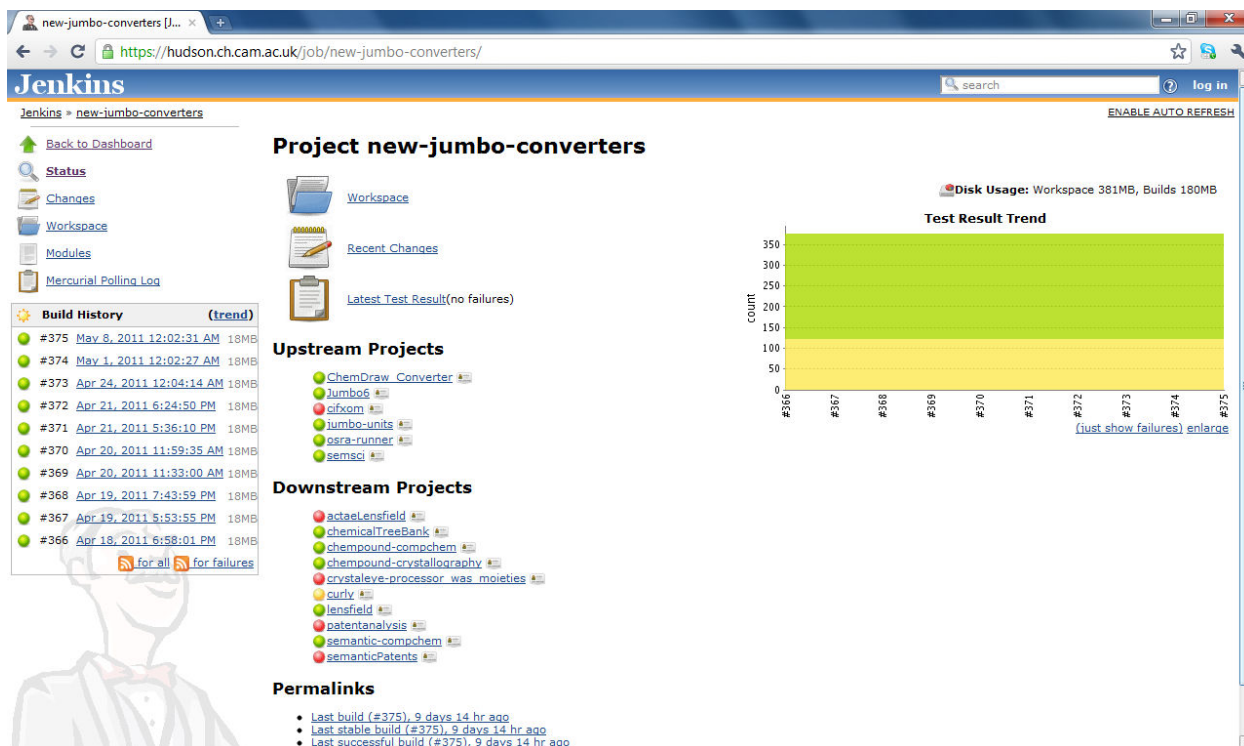 new-jumbo-converters [J...
https://hudson.ch.cam.ac.uk/job/new-jumbo-converters/
Jenkins
search
log in
Jenkins » new-jumbo-converters
ENABLE AUTO REFRESH
Back to Dashboard
Status
Changes
Workspace
Modules
Mercurial Polling Log
Build History (trend)
#375 May 8, 2011 12:02:31 AM 18MB
#374 May 1, 2011 12:02:27 AM 18MB
#373 Apr 24, 2011 12:04:14 AM 18MB
#372 Apr 21, 2011 6:24:50 PM 18MB
#371 Apr 21, 2011 5:36:10 PM 18MB
#370 Apr 20, 2011 11:59:35 AM 18MB
#369 Apr 20, 2011 11:33:00 AM 18MB
#368 Apr 19, 2011 7:43:59 PM 18MB
#367 Apr 19, 2011 5:53:55 PM 18MB
#366 Apr 18, 2011 6:58:01 PM 18MB
for all for failures
Project new-jumbo-converters
Workspace
Recent Changes
Latest Test Result(no failures)
Upstream Projects
ChemDraw_Converter
Jumbo6
cifxom
jumbo-units
osra-runner
semsci
Downstream Projects
actaeLensfield
chemicalTreeBank
chempound-compchem
chempound-crystallography
crystaleye-processor_was_moieties
curly
lensfield
patentanalysis
semantic-compchem
semanticPatents
Permalinks
Last build (#375), 9 days 14 hr ago
Last stable build (#375), 9 days 14 hr ago
Last successful build (#375), 9 days 14 hr ago
Disk Usage: Workspace 381MB, Builds 180MB
Test Result Trend
count
350
300
250
200
150
100
50
0
#366
#367
#368
#369
#370
#371
#372
#373
#374
#375
(just show failures) enlarge